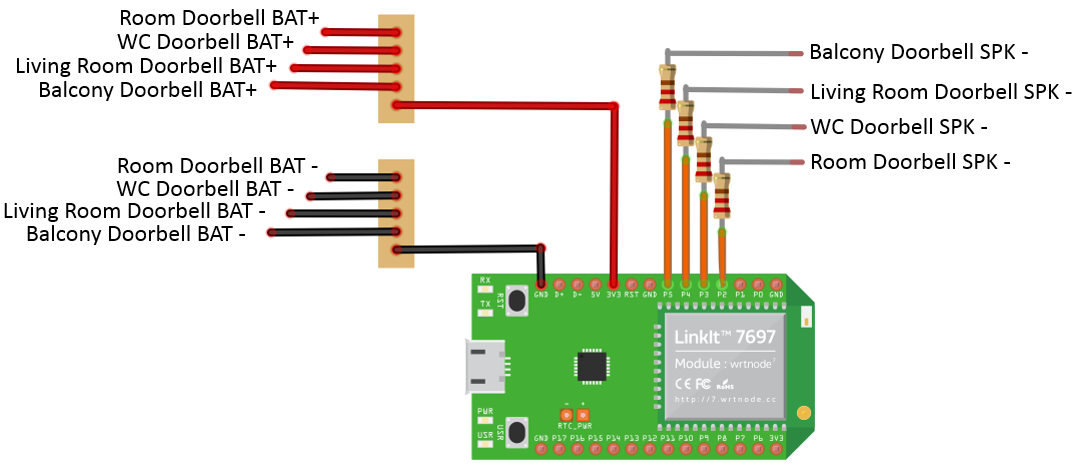 Room Doorbell BAT+
WC Doorbell BAT+
Living Room Doorbell BAT+
Balcony Doorbell BAT+
Balcony Doorbell SPK -
Living Room Doorbell SPK -
WC Doorbell SPK -
Room Doorbell SPK -
Room Doorbell BAT -
WC Doorbell BAT -
Living Room Doorbell BAT -
Balcony Doorbell BAT -
RX
TX
RST
GND D+ D- 5V 3V3 RST GND P5 P4 P3 P2 P1 P0 GND
LinkIt™ 7697
Module : wrtnode⁷
CE FC RoHS
http://7.wrtnode.cc
PWR
USR
USR
- +
RTC_PWR
GND P17 P16 P15 P14 P13 P12 P11 P10 P9 P8 P7 P6 3V3